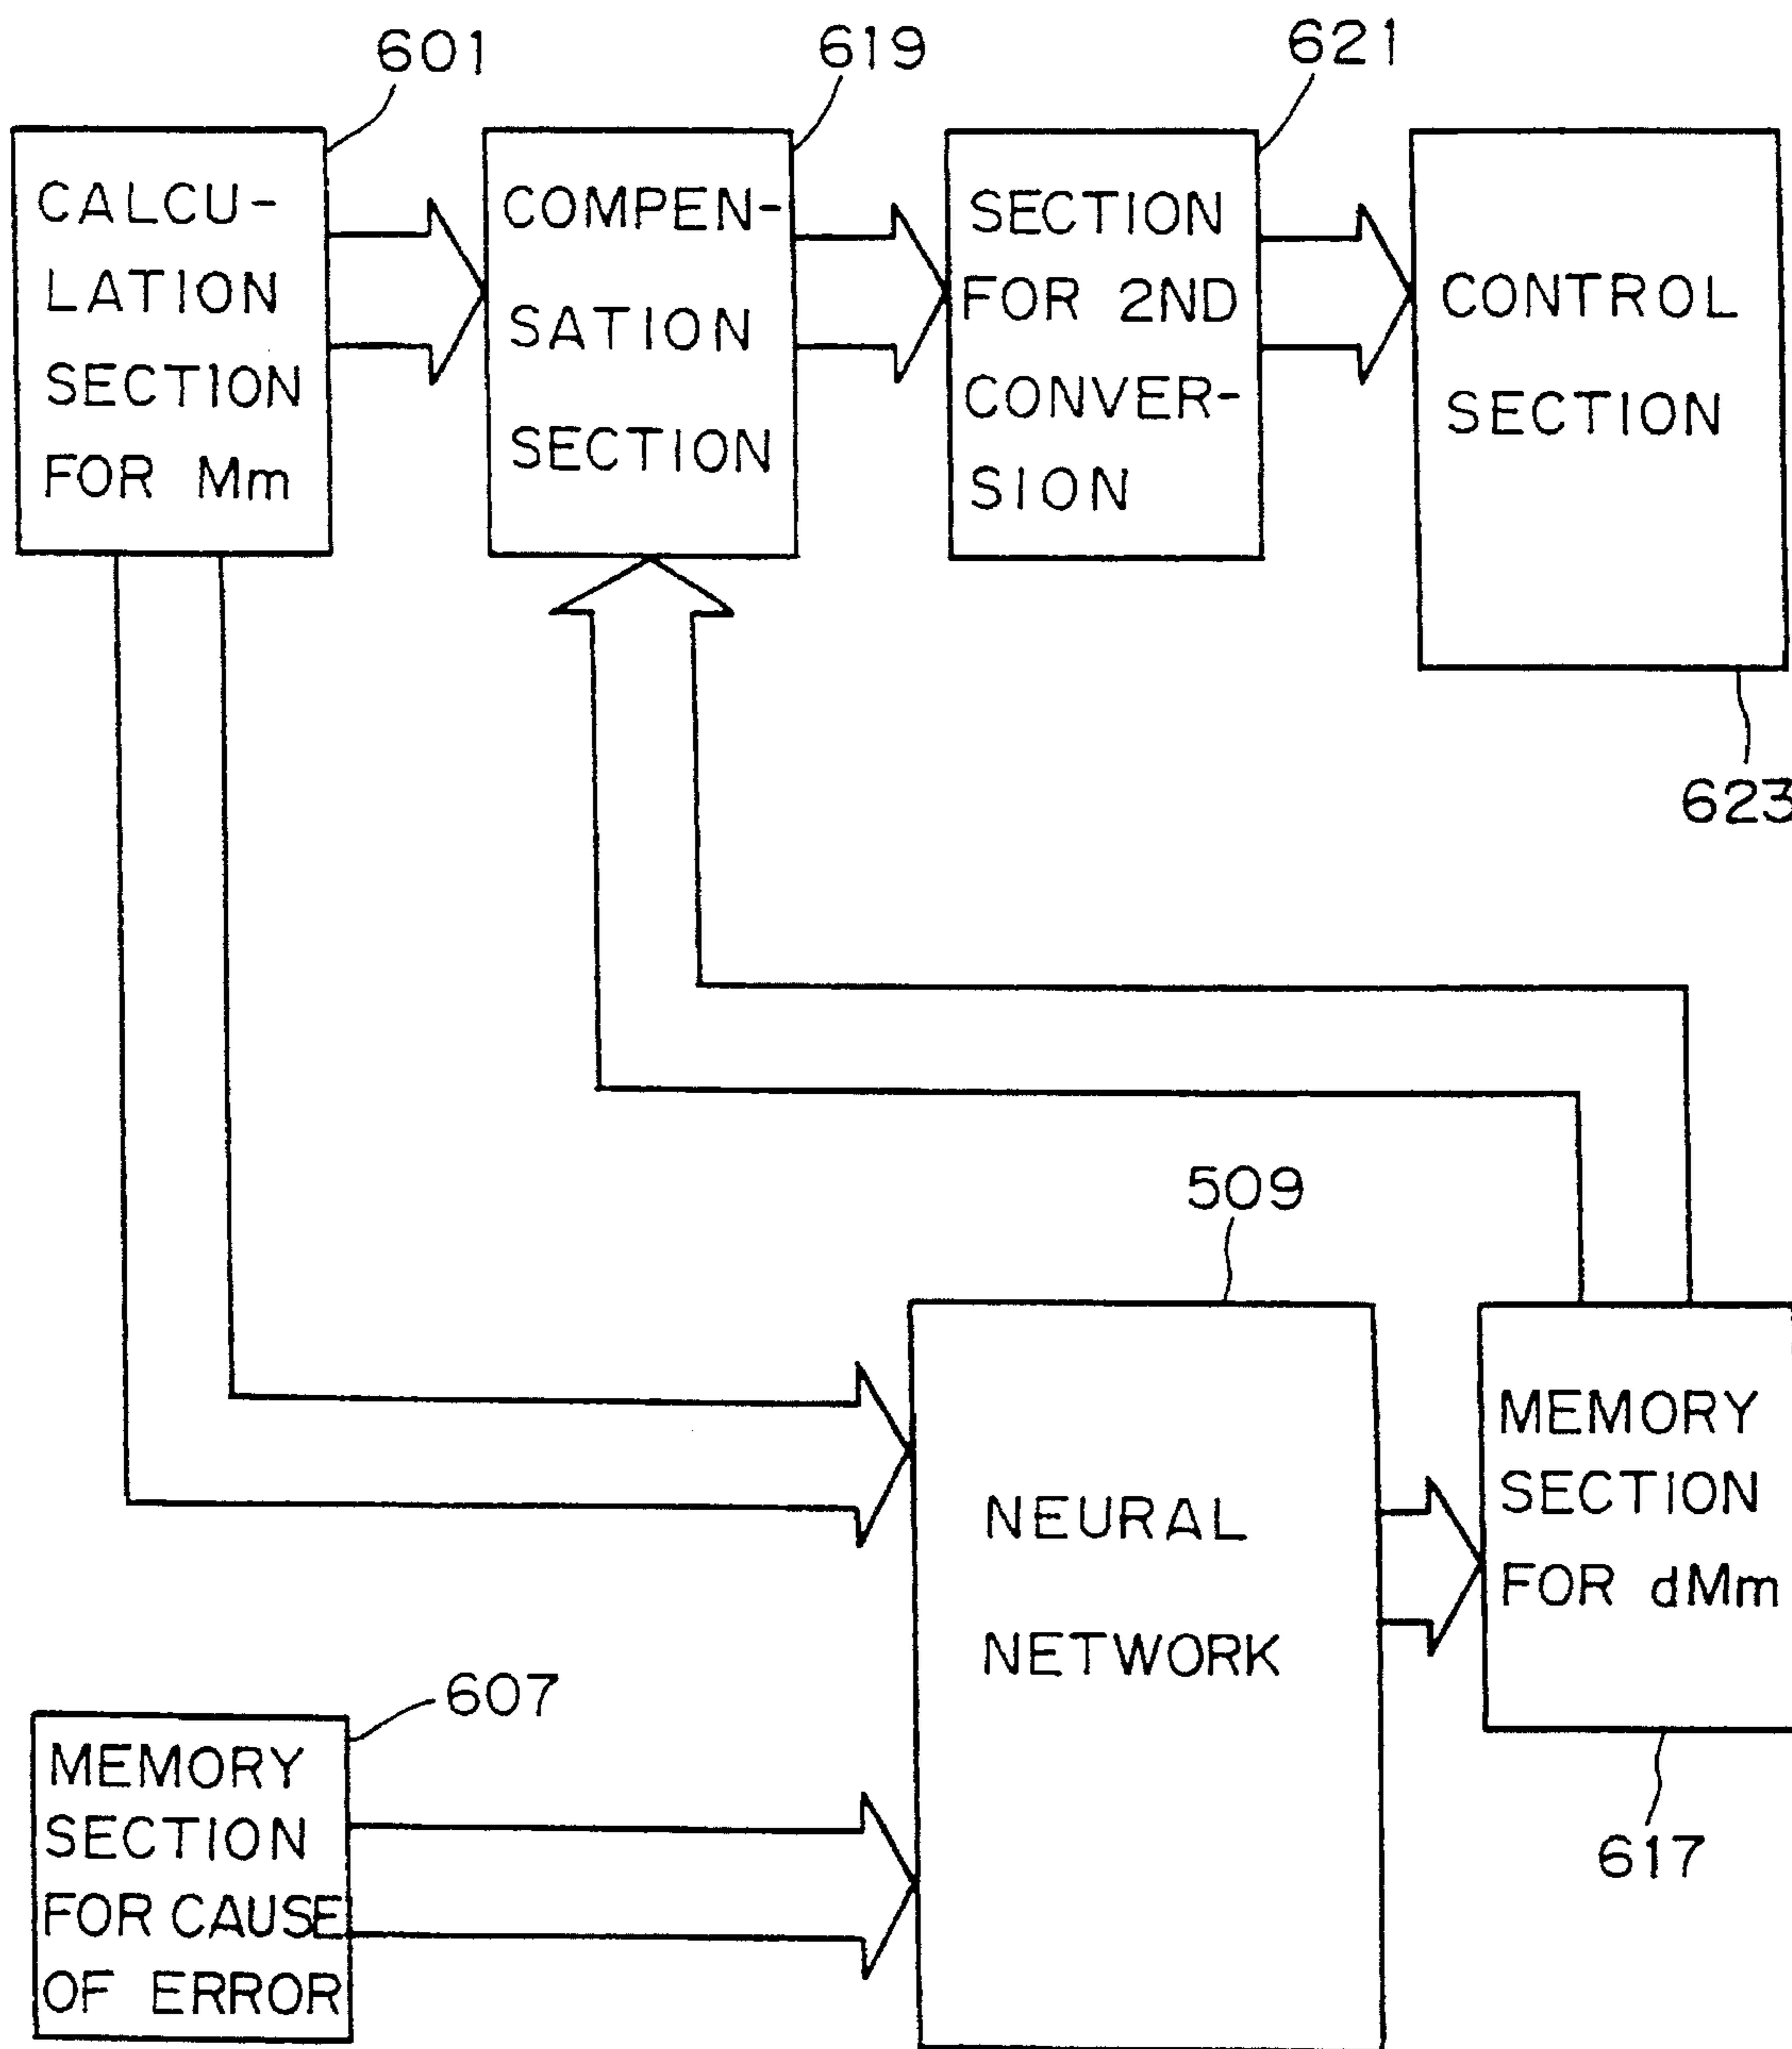 601
619
621
CALCU-
LATION
SECTION
FOR Mm
COMPEN-
SATION
SECTION
SECTION
FOR 2ND
CONVER-
SION
CONTROL
SECTION
623
509
NEURAL
NETWORK
MEMORY
SECTION
FOR dMm
617
607
MEMORY
SECTION
FOR CAUSE
OF ERROR